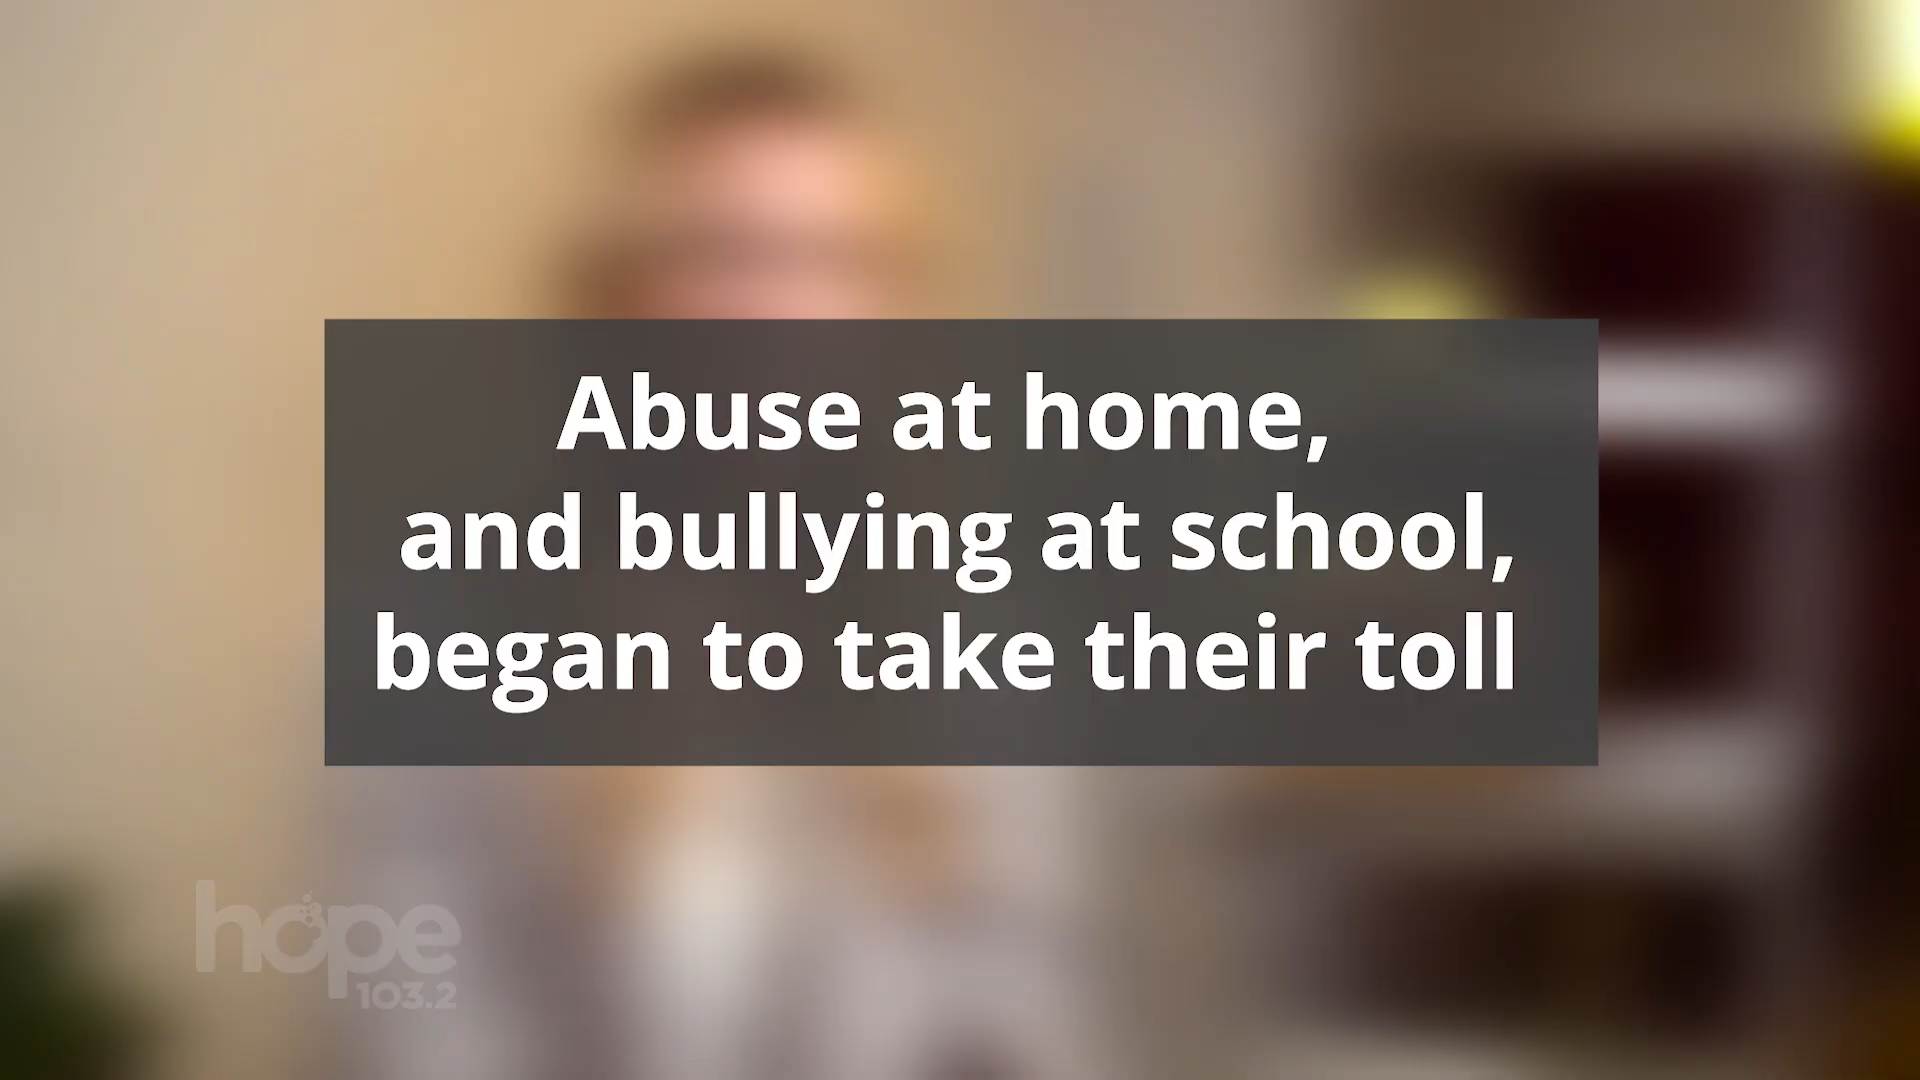 Abuse at home,
and bullying at school,
began to take their toll
hope
103.2